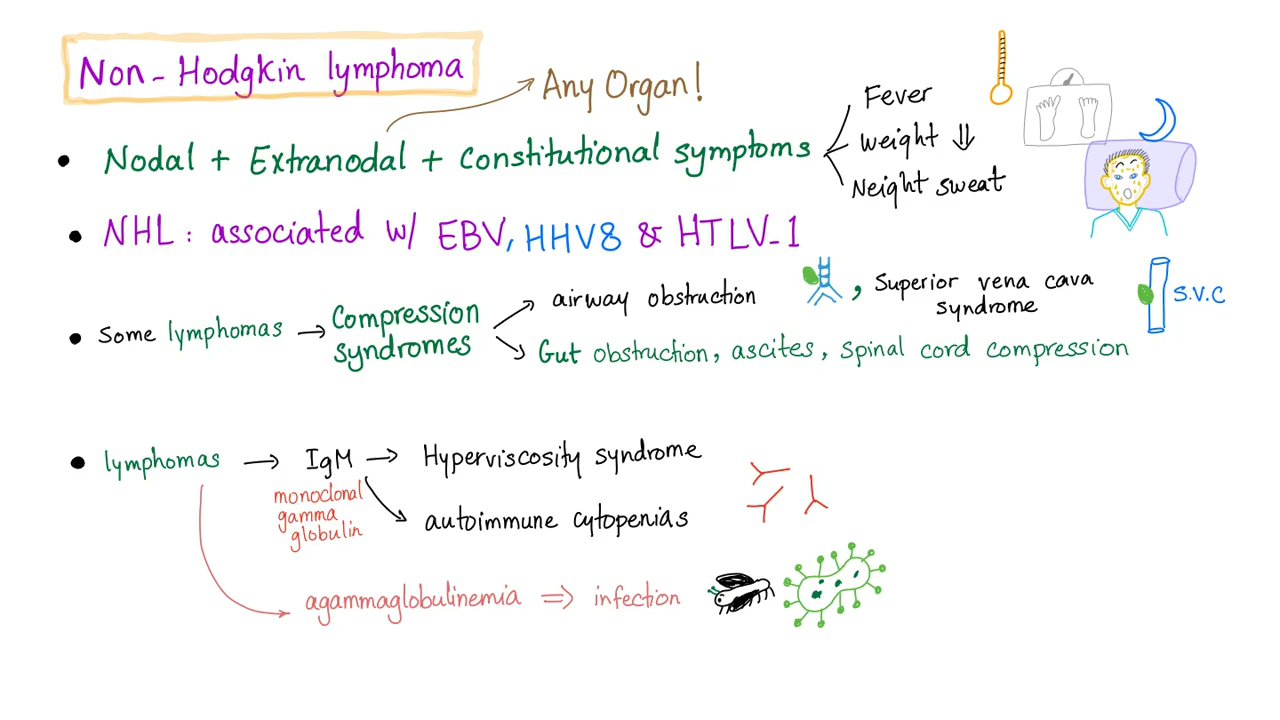 Non-Hodgkin lymphoma
Any Organ!
• Nodal + Extranodal + Constitutional symptoms
Fever
Weight ↓↓
Neight sweat
• NHL: associated w/ EBV, HHV8 & HTLV-1
• Some lymphomas → Compression syndromes
airway obstruction, Superior vena cava syndrome
S.V.C
Gut obstruction, ascites, spinal cord compression
• lymphomas → IgM → Hyperviscosity syndrome
monoclonal
gamma
globulin
autoimmune cytopenias
agammaglobulinemia ⇒ infection